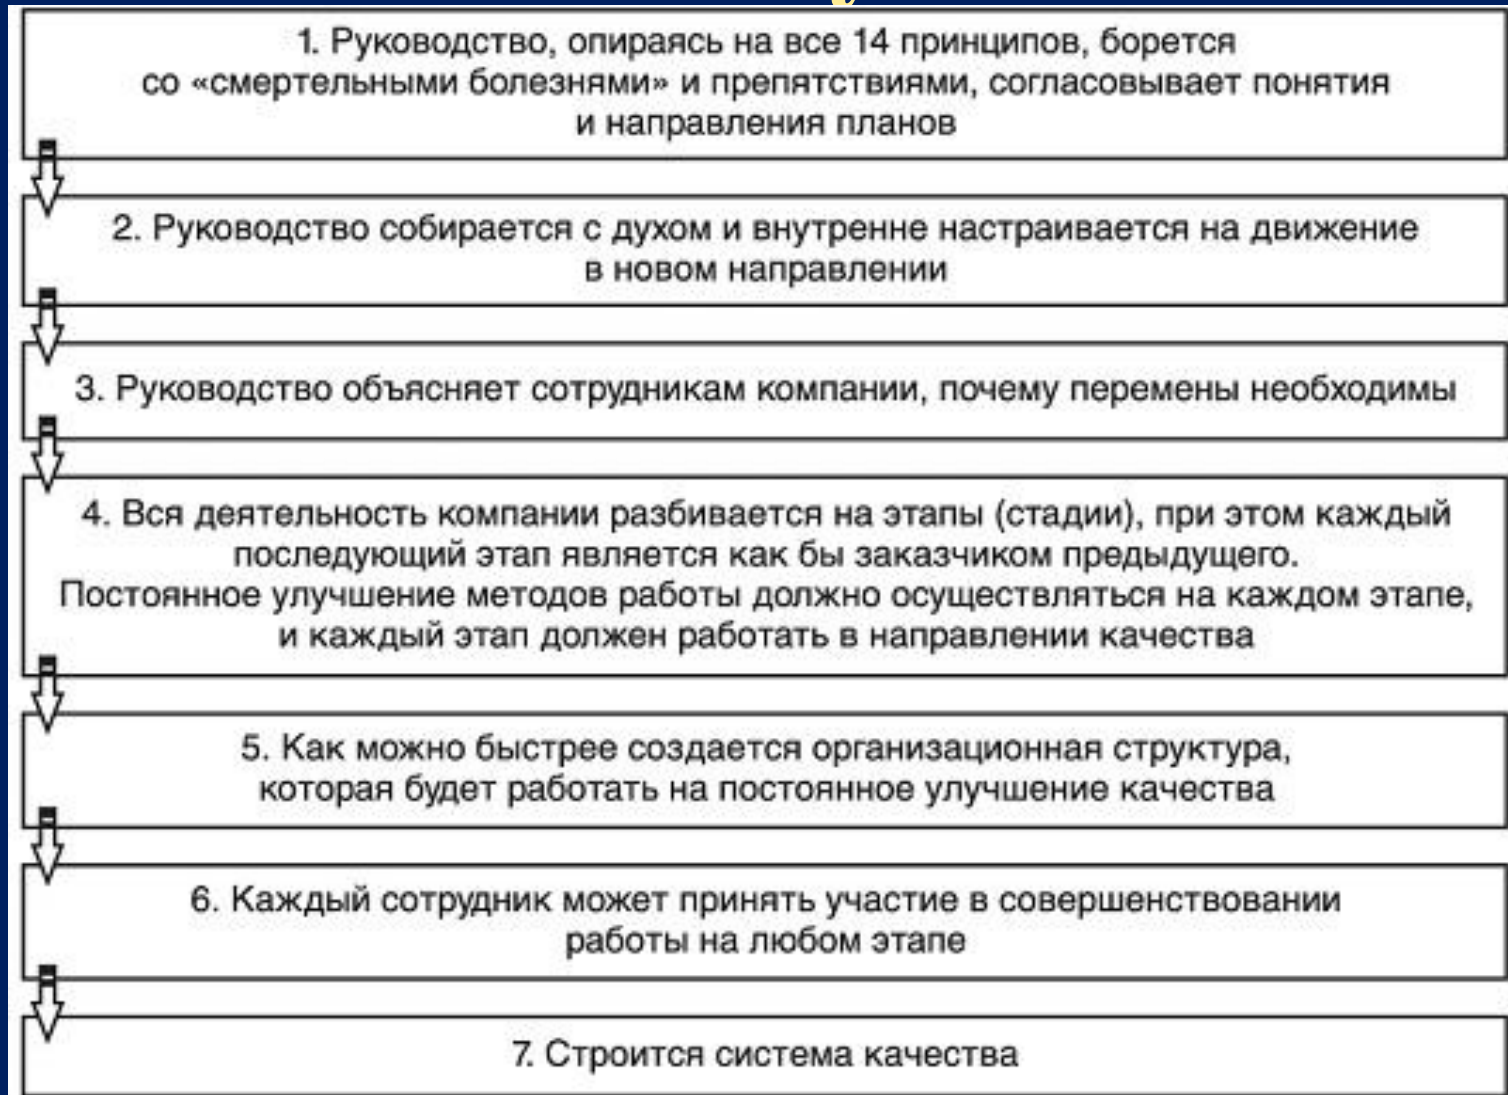 1. Руководство, опираясь на все 14 принципов, борется
со «смертельными болезнями» и препятствиями, согласовывает понятия
и направления планов
2. Руководство собирается с духом и внутренне настраивается на движение
в новом направлении
3. Руководство объясняет сотрудникам компании, почему перемены необходимы
4. Вся деятельность компании разбивается на этапы (стадии), при этом каждый
последующий этап является как бы заказчиком предыдущего.
Постоянное улучшение методов работы должно осуществляться на каждом этапе,
и каждый этап должен работать в направлении качества
5. Как можно быстрее создается организационная структура,
которая будет работать на постоянное улучшение качества
6. Каждый сотрудник может принять участие в совершенствовании
работы на любом этапе
7. Строится система качества